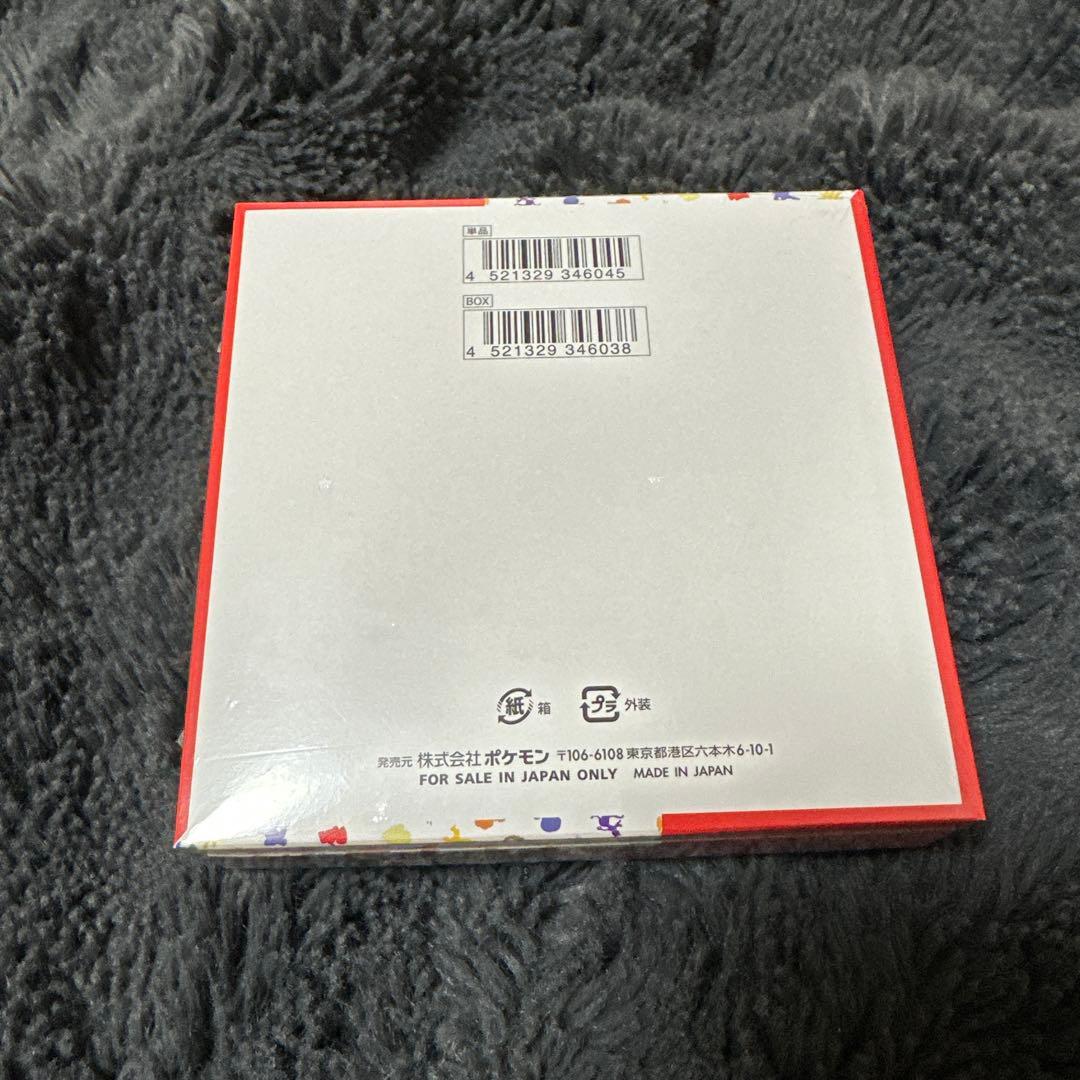 単品
4 521329 346045
BOX
4 521329 346038
紙 箱 プラ 外装
発売元 株式会社 ポケモン 〒106-6108 東京都港区六本木6-10-1
FOR SALE IN JAPAN ONLY MADE IN JAPAN